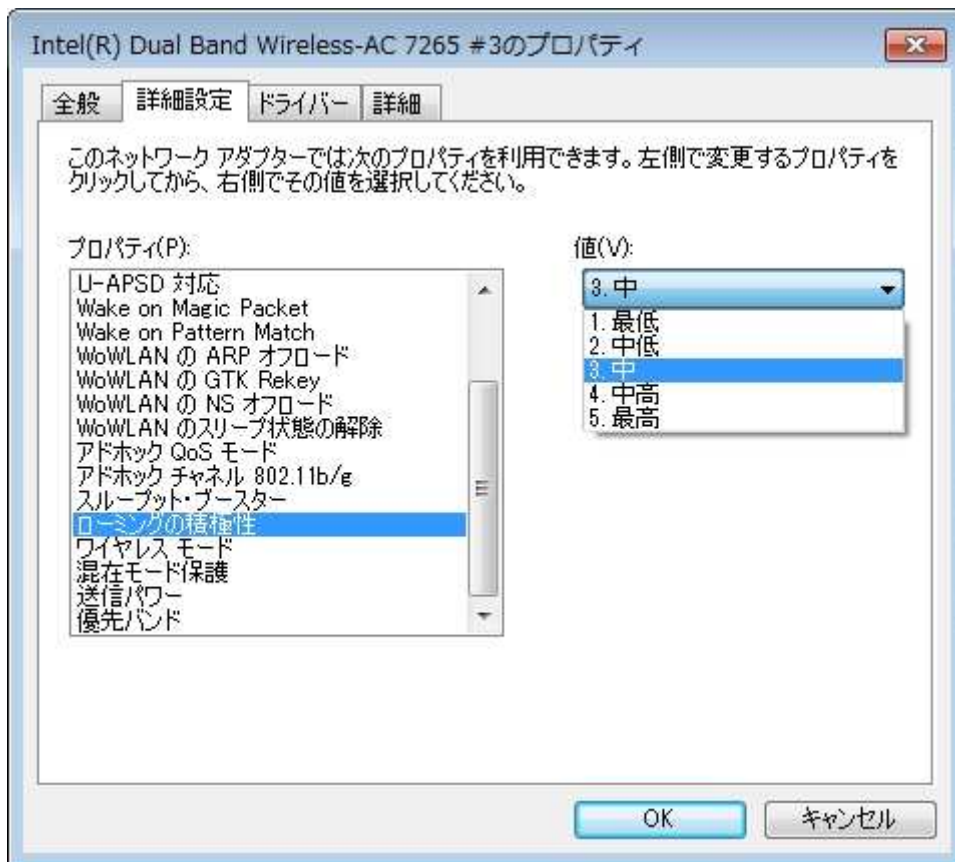 Intel(R) Dual Band Wireless-AC 7265 #3のプロパティ
全般
詳細設定
ドライバー
詳細
このネットワーク アダプターでは次のプロパティを利用できます。左側で変更するプロパティを
クリックしてから、右側でその値を選択してください。
プロパティ(P):
U-APSD 対応
Wake on Magic Packet
Wake on Pattern Match
WoWLAN の ARP オフロード
WoWLAN の GTK Rekey
WoWLAN の NS オフロード
WoWLAN のスリープ状態の解除
アドホック QoS モード
アドホック チャネル 802.11b/g
スループット・ブースター
ローミングの積極性
ワイヤレス モード
混在モード保護
送信パワー
優先バンド
値(V):
3. 中
1. 最低
2. 中低
3. 中
4. 中高
5. 最高
OK
キャンセル